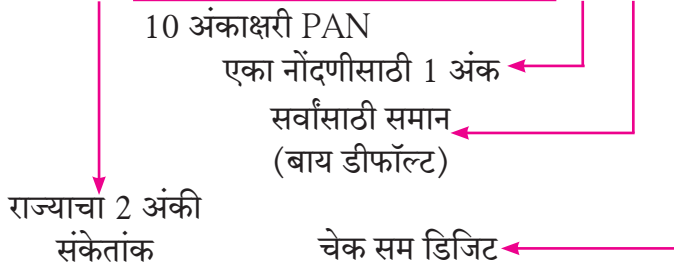 10 अंकाक्षरी PAN
एका नोंदणीसाठी 1 अंक
सर्वांसाठी समान
(बाय डीफॉल्ट)
राज्याचा 2 अंकी
संकेतांक
चेक सम डिजिट